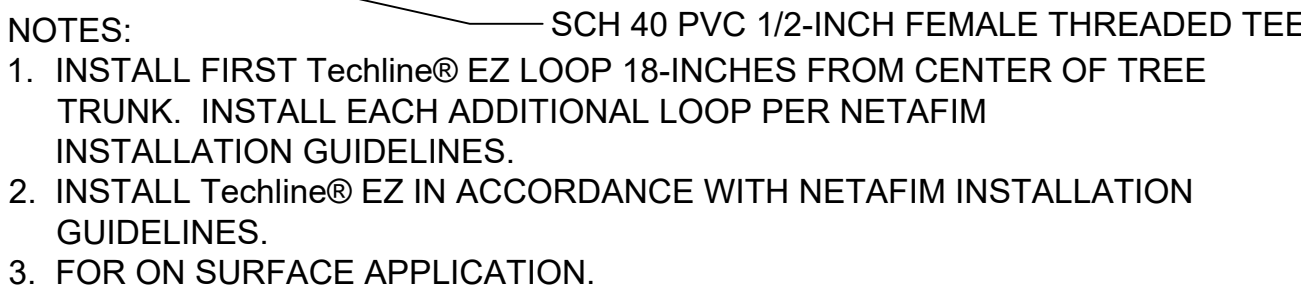 SCH 40 PVC 1/2-INCH FEMALE THREADED TEE
NOTES:
1. INSTALL FIRST Techline® EZ LOOP 18-INCHES FROM CENTER OF TREE
TRUNK. INSTALL EACH ADDITIONAL LOOP PER NETAFIM
INSTALLATION GUIDELINES.
2. INSTALL Techline® EZ IN ACCORDANCE WITH NETAFIM INSTALLATION
GUIDELINES.
3. FOR ON SURFACE APPLICATION.